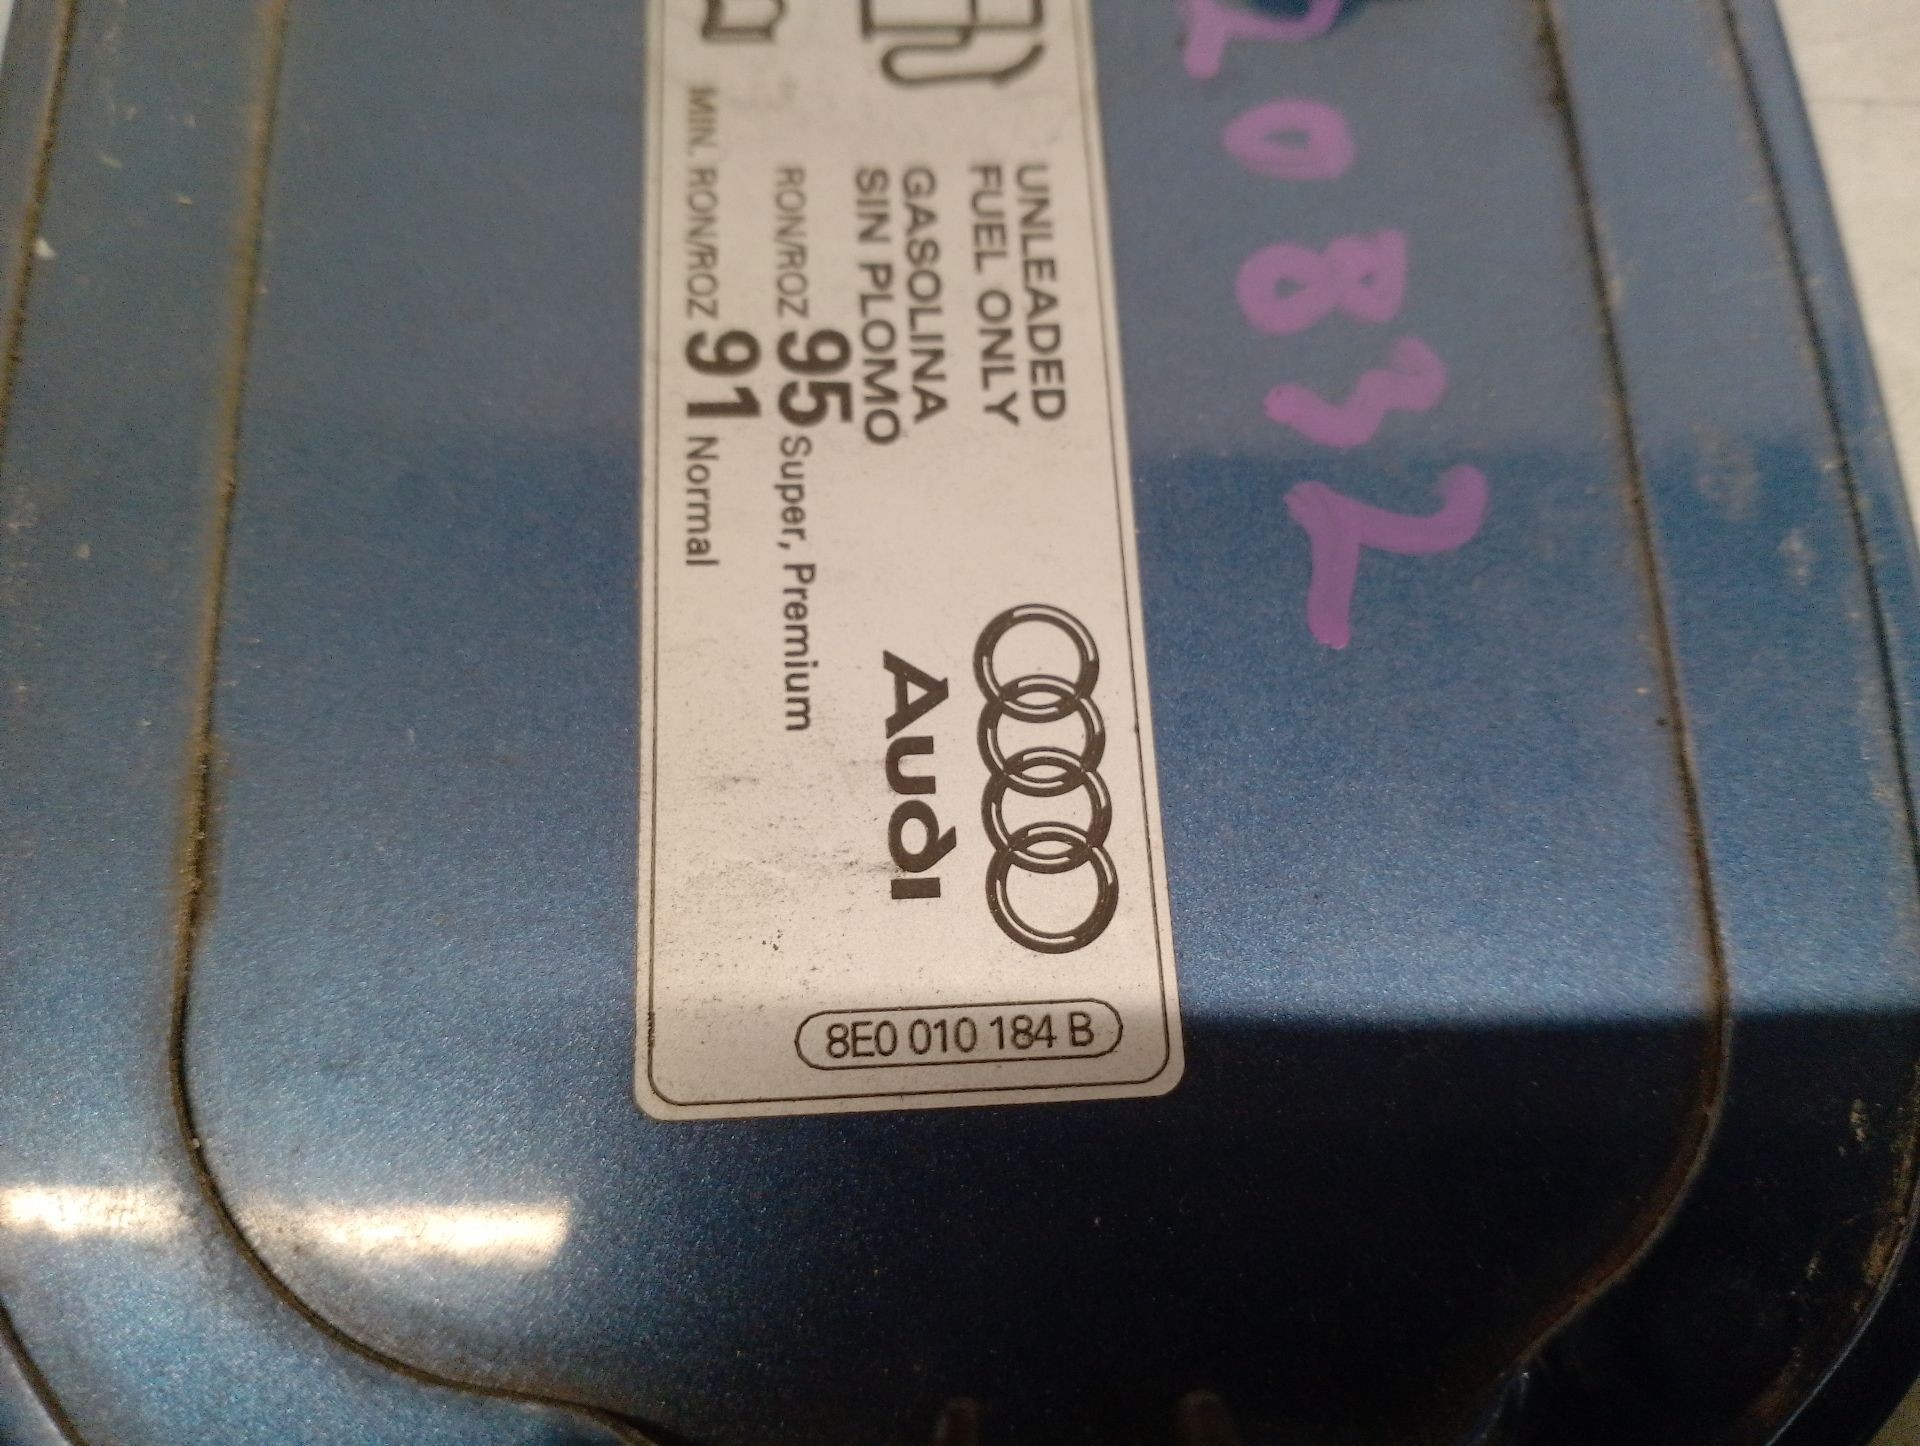 UNLEADED
FUEL ONLY
GASOLINA
SIN PLOMO
RON/ROZ 95 Super, Premium
MIN. RON/ROZ 91 Normal
Audi
8E0 010 184 B
20832